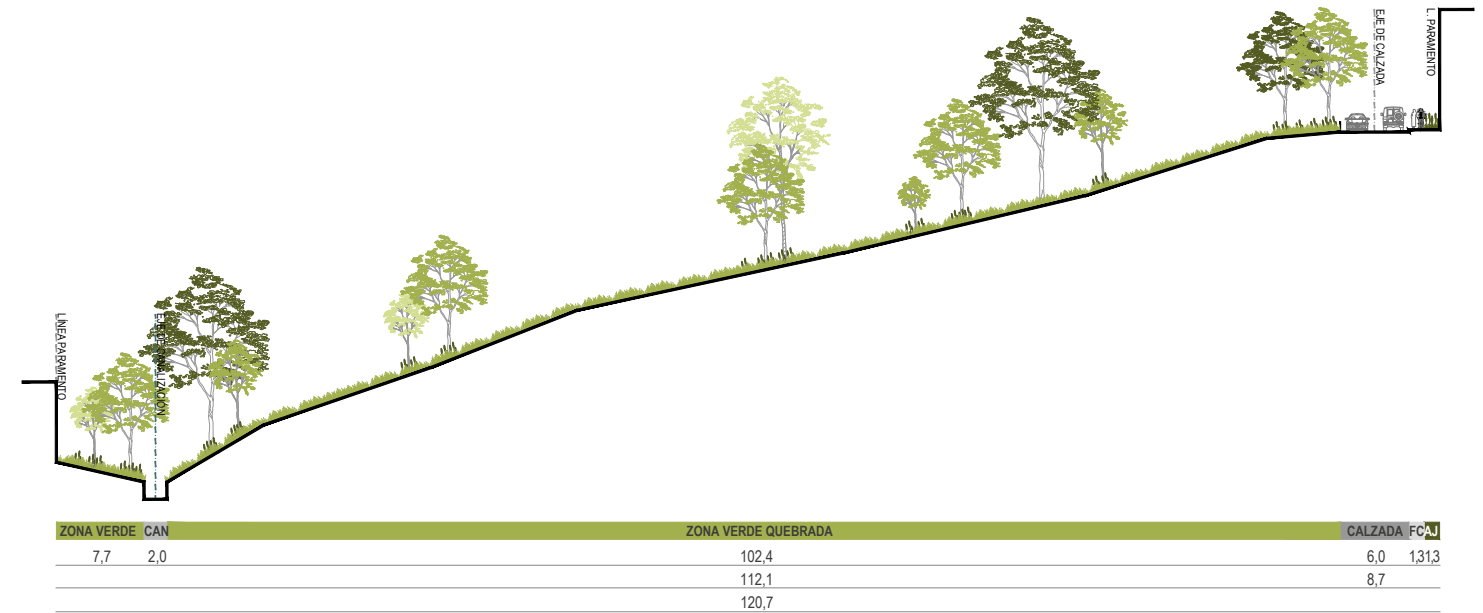 LÍNEA PARAMENTO
EJE DE CANALIZACIÓN
EJE DE CALZADA
L. PARAMENTO
ZONA VERDE CAN ZONA VERDE QUEBRADA CALZADA FC AJ
7,7 2,0 102,4 6,0 1,3 1,3
112,1 8,7
120,7